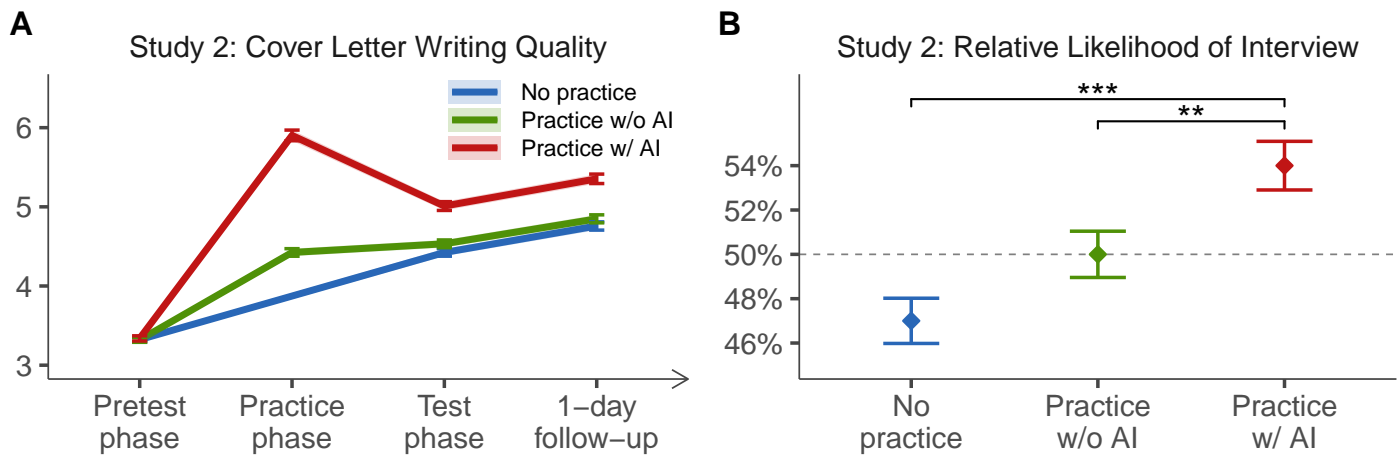 A
Study 2: Cover Letter Writing Quality
No practice
Practice w/o AI
Practice w/ AI
6
5
4
3
Pretest
phase
Practice
phase
Test
phase
1−day
follow−up
B
Study 2: Relative Likelihood of Interview
***
**
54%
52%
50%
48%
46%
No
practice
Practice
w/o AI
Practice
w/ AI